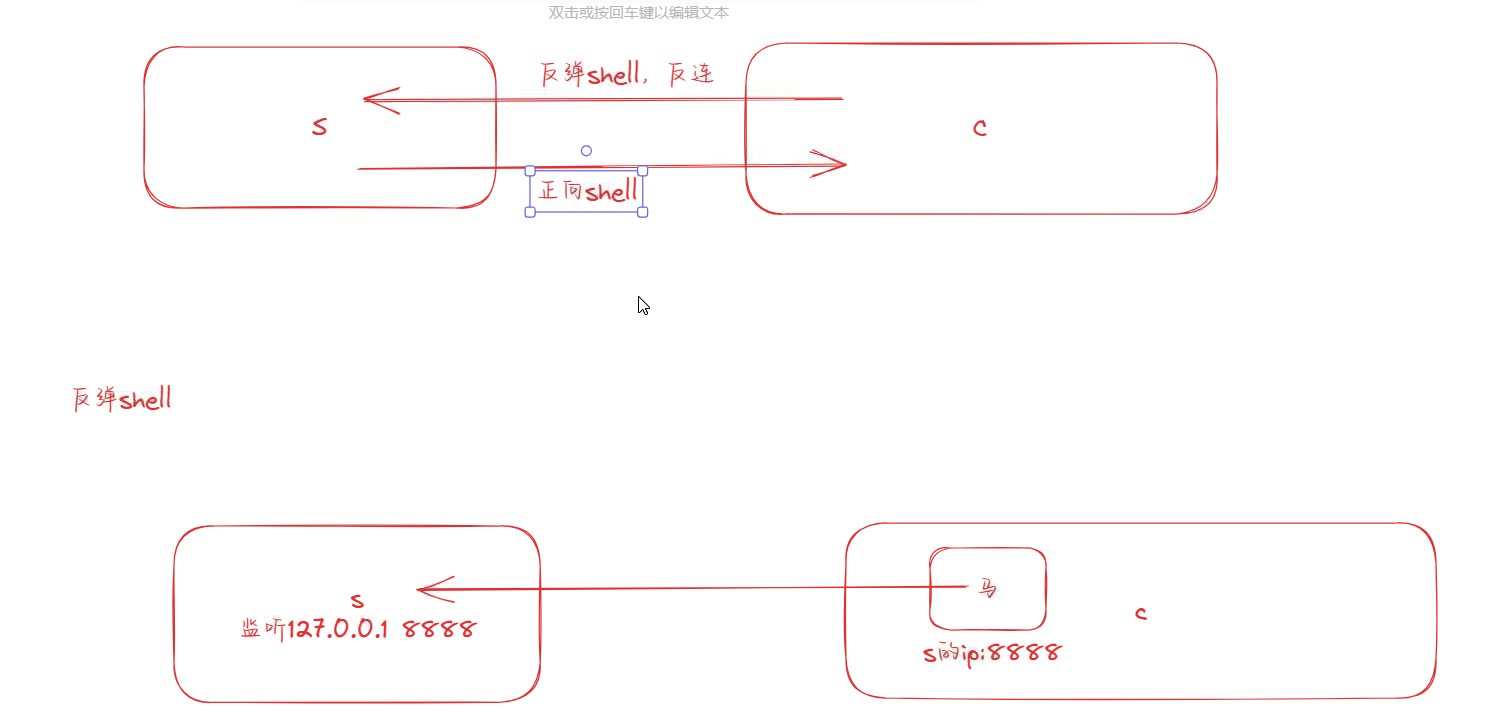 双击或按回车键以编辑文本
反弹shell, 反连
s
c
正向shell
反弹shell
马
s
c
监听127.0.0.1 8888
s的ip:8888